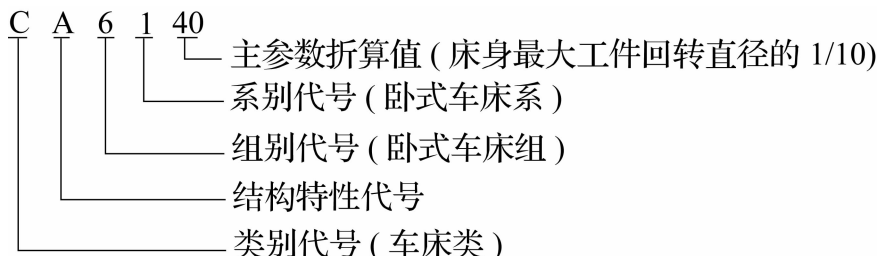 C A 6 1 40
主参数折算值 ( 床身最大工件回转直径的 1/10)
系别代号 ( 卧式车床系 )
组别代号 ( 卧式车床组 )
结构特性代号
类别代号 ( 车床类 )